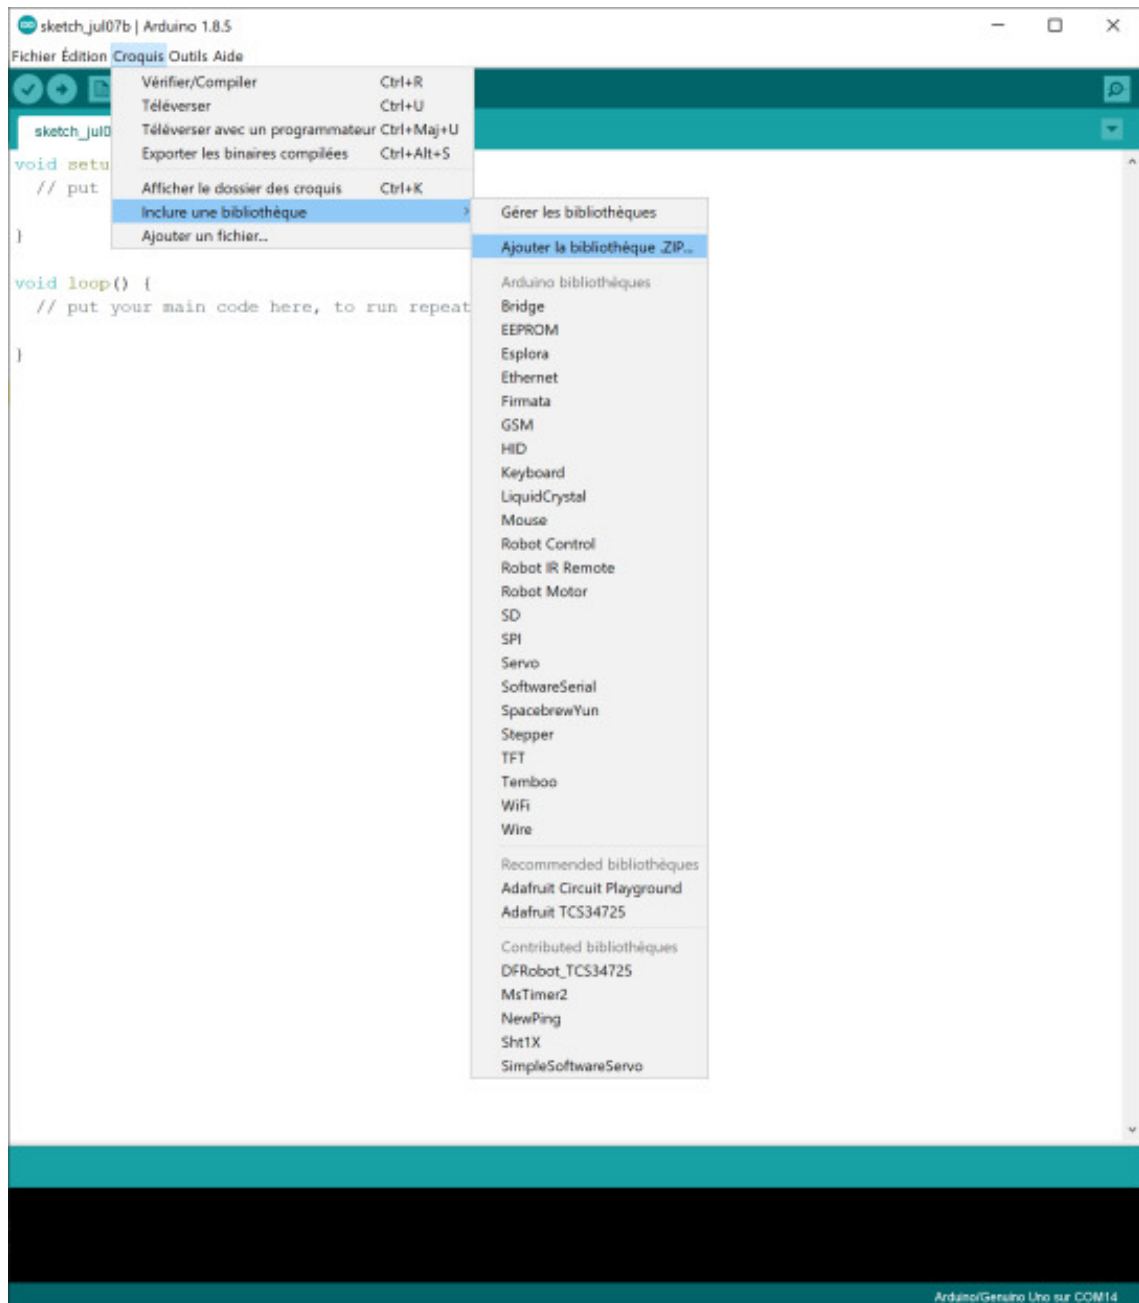 sketch_jul07b | Arduino 1.8.5
Fichier Édition Croquis Outils Aide
Vérifier/Compiler Ctrl+R
Téléverser Ctrl+U
Téléverser avec un programmateur Ctrl+Maj+U
Exporter les binaires compilées Ctrl+Alt+S
Afficher le dossier des croquis Ctrl+K
Inclure une bibliothèque
Ajouter un fichier...
sketch_jul0
void setu
// put
}
void loop() {
// put your main code here, to run repeat
}
Gérer les bibliothèques
Ajouter la bibliothèque .ZIP...
Arduino bibliothèques
Bridge
EEPROM
Esplora
Ethernet
Firmata
GSM
HID
Keyboard
LiquidCrystal
Mouse
Robot Control
Robot IR Remote
Robot Motor
SD
SPI
Servo
SoftwareSerial
SpacebrewYun
Stepper
TFT
Temboo
WiFi
Wire
Recommended bibliothèques
Adafruit Circuit Playground
Adafruit TCS34725
Contributed bibliothèques
DFRobot_TCS34725
MsTimer2
NewPing
Sht1X
SimpleSoftwareServo
Arduino/Genuino Uno sur COM14